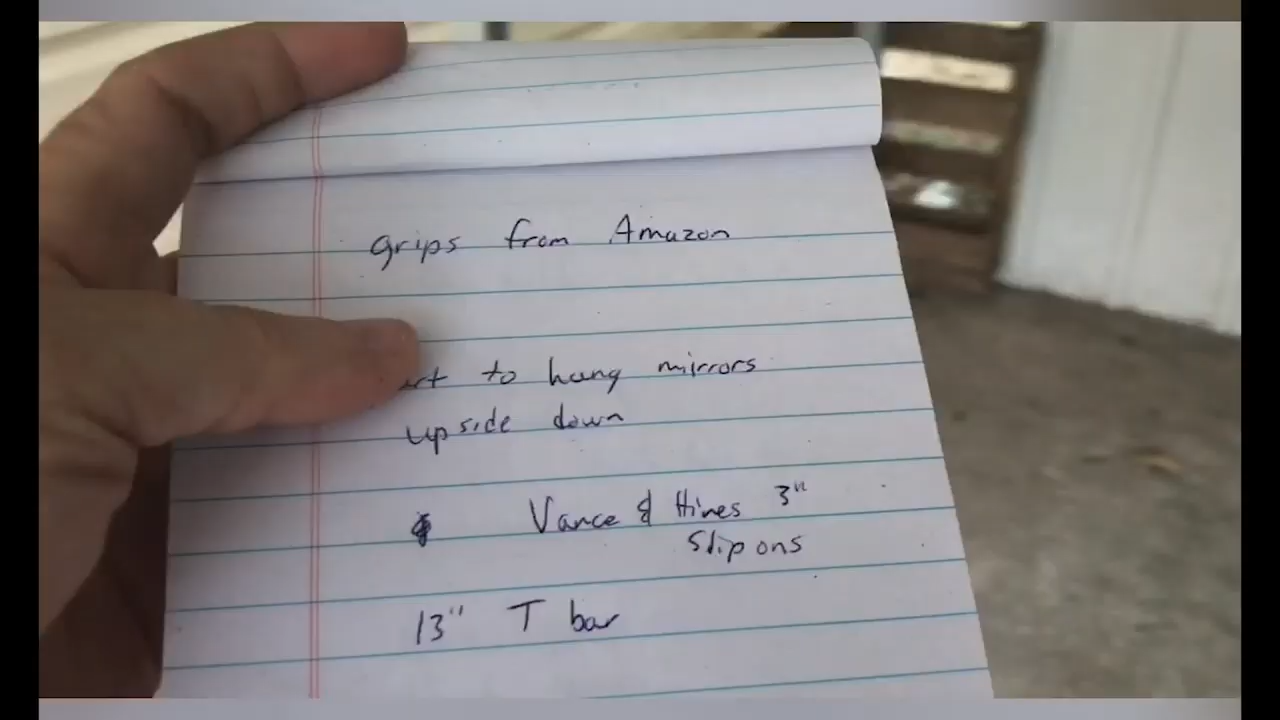 grips from Amazon
to hang mirrors
upside down
Vance & Hines 3"
Slip ons
13" T bar